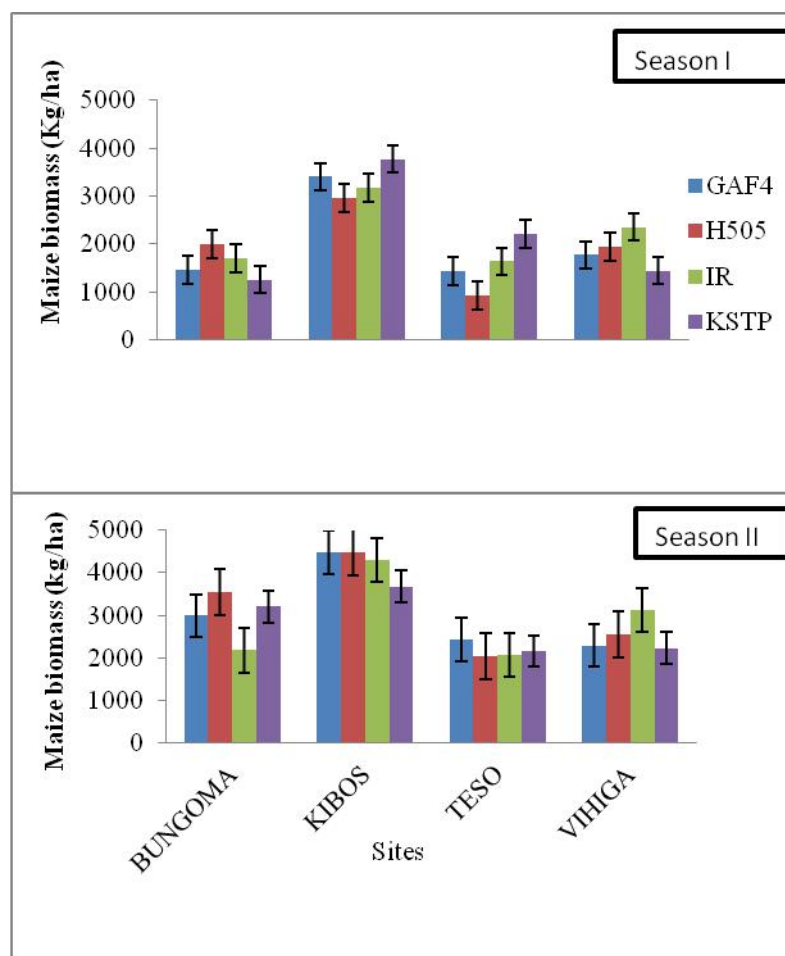 Season I
Maize biomass (Kg/ha)
5000
4000
3000
2000
1000
0
GAF4
H505
IR
KSTP
Season II
Maize biomass (kg/ha)
5000
4000
3000
2000
1000
0
BUNGOMA
KIBOS
TESO
VIHIGA
Sites